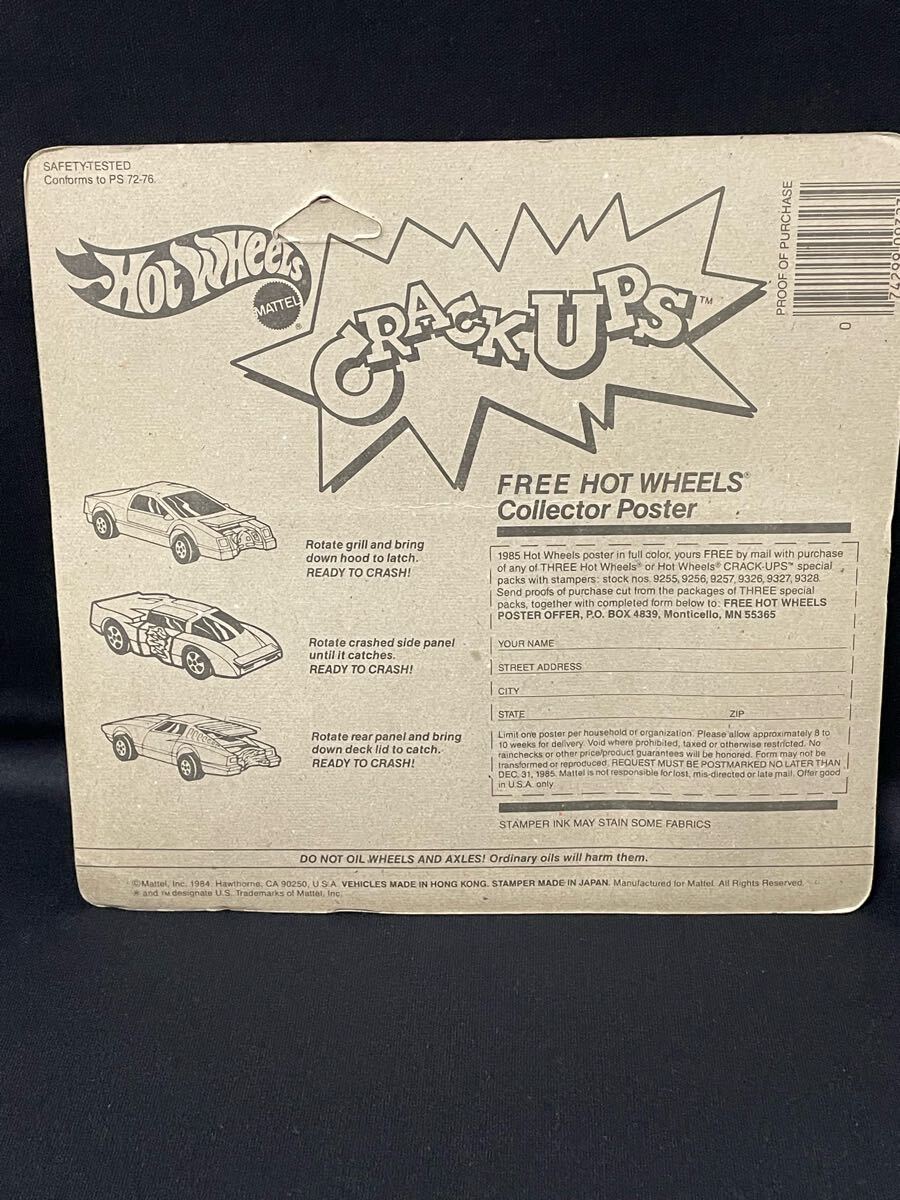 SAFETY-TESTED
Conforms to PS 72-76.
Hot Wheels
MATTEL
®
CRACK-UPS™
PROOF OF PURCHASE
0
FREE HOT WHEELS®
Collector Poster
Rotate grill and bring
down hood to latch.
READY TO CRASH!
Rotate crashed side panel
until it catches.
READY TO CRASH!
Rotate rear panel and bring
down deck lid to catch.
READY TO CRASH!
1985 Hot Wheels poster in full color, yours FREE by mail with purchase
of any of THREE Hot Wheels® or Hot Wheels® CRACK-UPS™ special
packs with stampers: stock nos. 9255, 9256, 9257, 9326, 9327, 9328.
Send proofs of purchase cut from the packages of THREE special
packs, together with completed form below to: FREE HOT WHEELS
POSTER OFFER, P.O. BOX 4839, Monticello, MN 55365
YOUR NAME
STREET ADDRESS
CITY
STATE ZIP
Limit one poster per household or organization. Please allow approximately 8 to
10 weeks for delivery. Void where prohibited, taxed or otherwise restricted. No
rainchecks or other price/product guarantees will be honored. Form may not be
transformed or reproduced. REQUEST MUST BE POSTMARKED NO LATER THAN
DEC. 31, 1985. Mattel is not responsible for lost, mis-directed or late mail. Offer good
in U.S.A. only.
STAMPER INK MAY STAIN SOME FABRICS
DO NOT OIL WHEELS AND AXLES! Ordinary oils will harm them.
©Mattel, Inc. 1984. Hawthorne, CA 90250, U.S.A. VEHICLES MADE IN HONG KONG. STAMPER MADE IN JAPAN. Manufactured for Mattel. All Rights Reserved.
® and ™ designate U.S. Trademarks of Mattel, Inc.